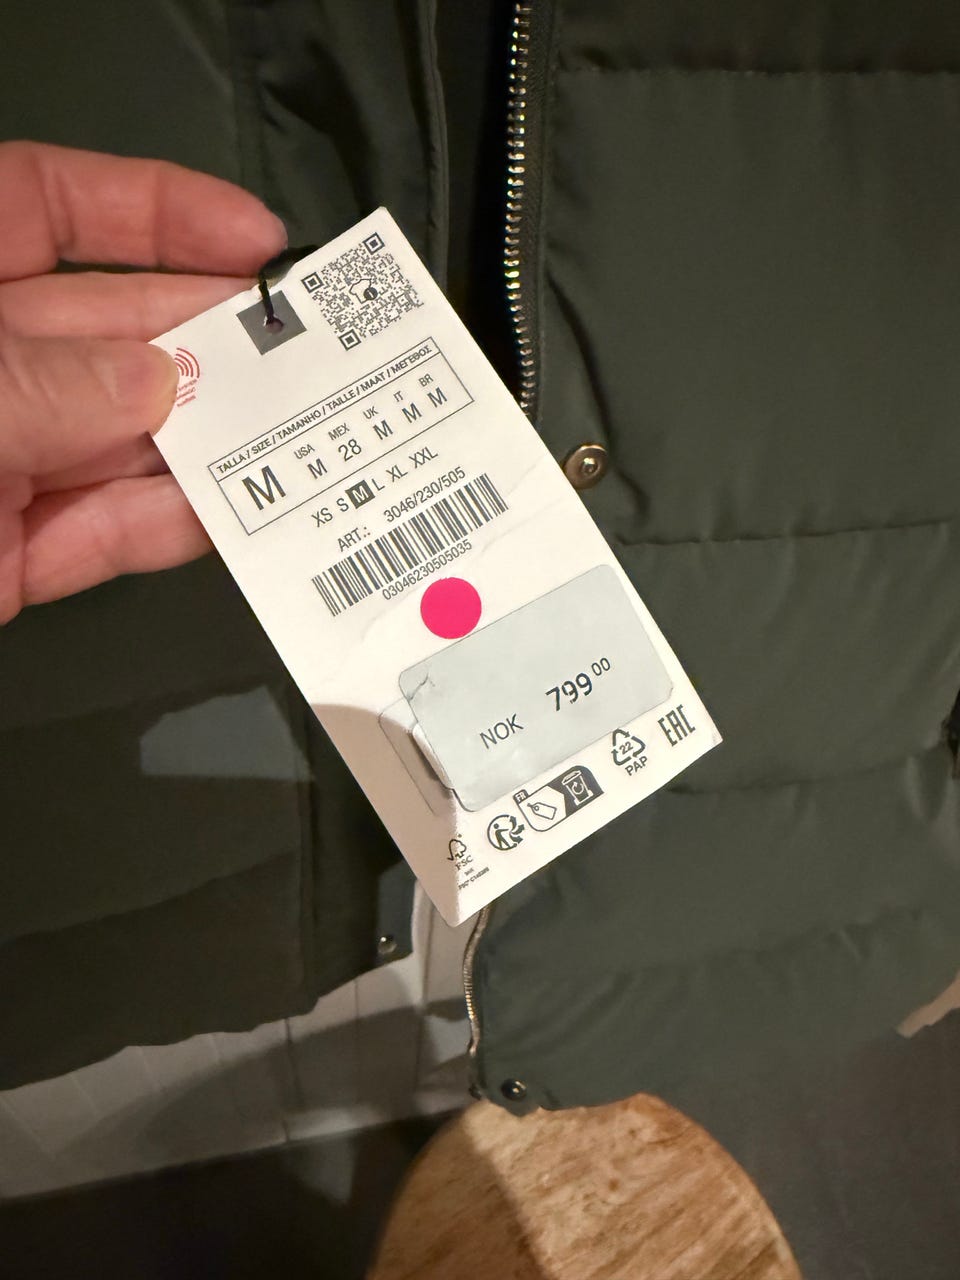 TALLA / SIZE / TAMANHO / TAILLE / MAAT / ΜΕΓΕΘΟΣ
M USA M MEX 28 UK M IT M BR M
XS S M L XL XXL
ART.: 3046/230/505
03046230505035
NOK 799 00
22
PAP
EAC
FR
FSC